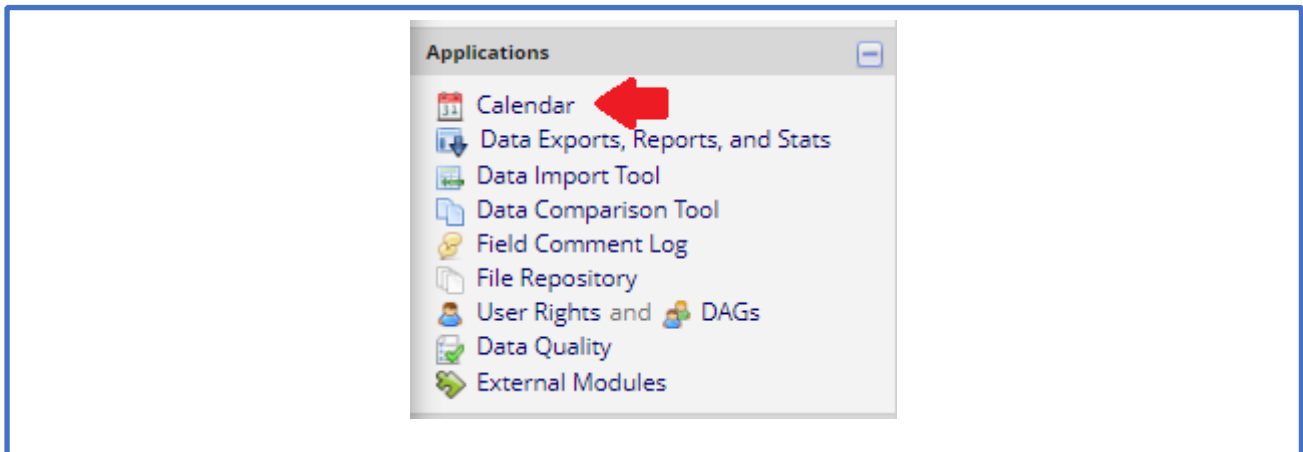 Applications
Calendar
Data Exports, Reports, and Stats
Data Import Tool
Data Comparison Tool
Field Comment Log
File Repository
User Rights and DAGs
Data Quality
External Modules